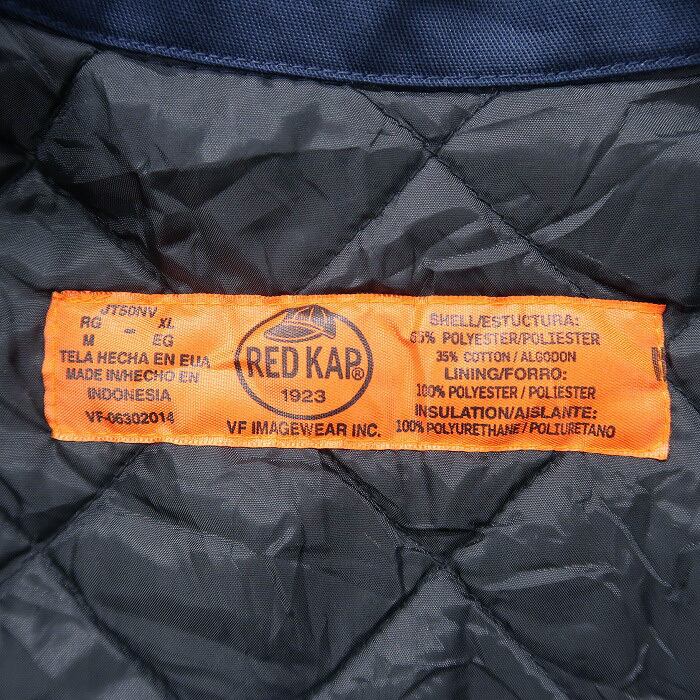 JT50NV
RG - XL
M EG
TELA HECHA EN EUA
MADE IN/HECHO EN
INDONESIA
VF-06302014
RED KAP®
1923
VF IMAGEWEAR INC.
SHELL/ESTUCTURA:
65% POLYESTER/POLIESTER
35% COTTON/ALGODON
LINING/FORRO:
100% POLYESTER/POLIESTER
INSULATION/AISLANTE:
100% POLYURETHANE/POLIURETANO